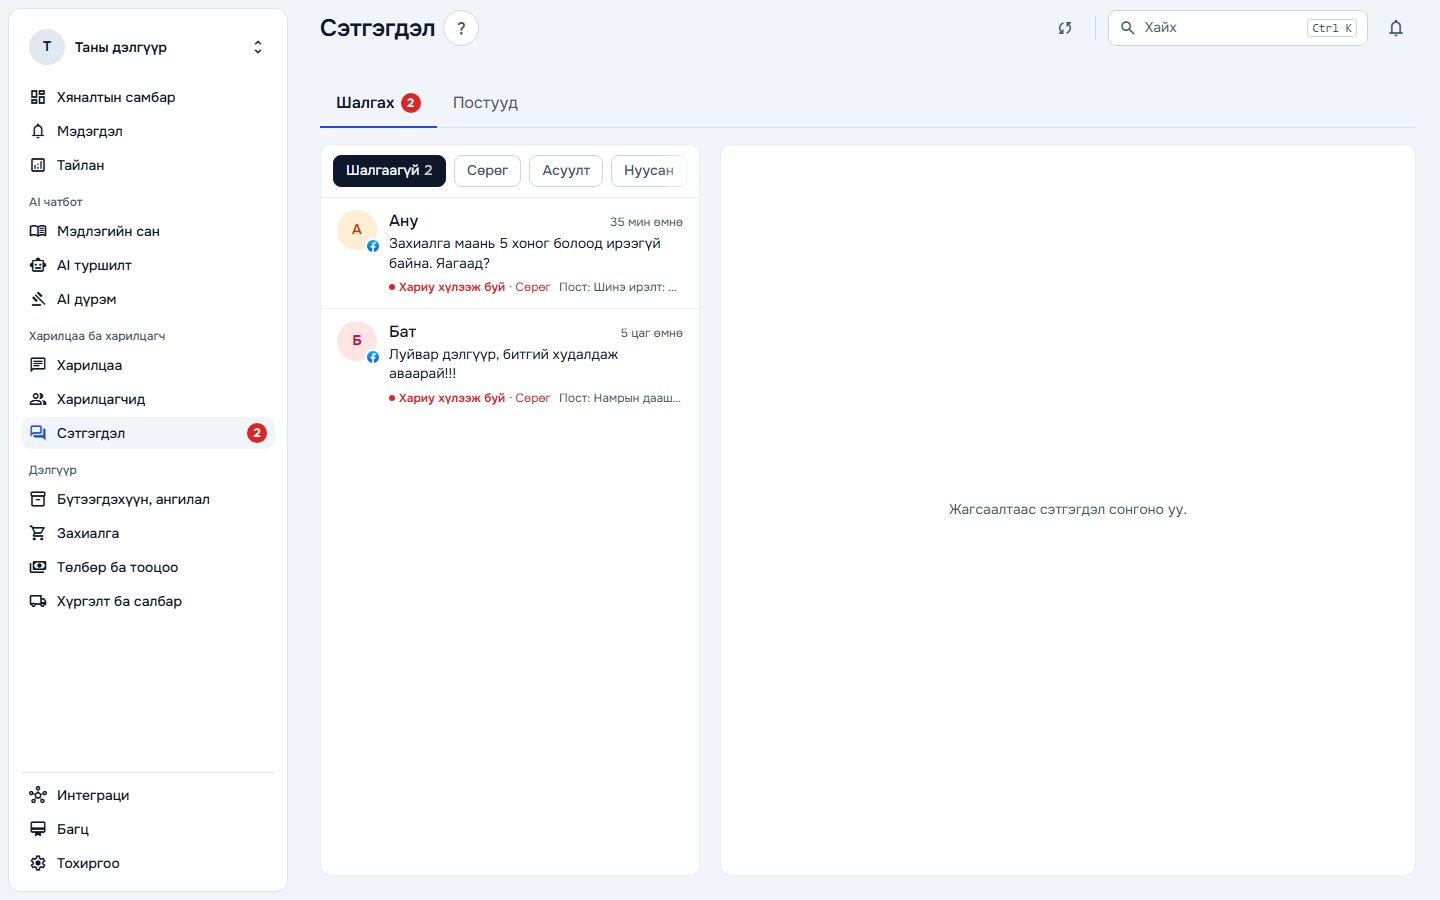 Т Таны дэлгүүр
Хяналтын самбар
Мэдэгдэл
Тайлан
AI чатбот
Мэдлэгийн сан
AI туршилт
AI дүрэм
Харилцаа ба харилцагч
Харилцаа
Харилцагчид
Сэтгэгдэл 2
Дэлгүүр
Бүтээгдэхүүн, ангилал
Захиалга
Төлбөр ба тооцоо
Хүргэлт ба салбар
Интеграци
Багц
Тохиргоо
Сэтгэгдэл ?
Хайх Ctrl K
Шалгах 2 Постууд
Шалгаагүй 2 Сөрөг Асуулт Нуусан
А Ану 35 мин өмнө
Захиалга маань 5 хоног болоод ирээгүй
байна. Яагаад?
Хариу хүлээж буй · Сөрөг Пост: Шинэ ирэлт: ...
Б Бат 5 цаг өмнө
Луйвар дэлгүүр, битгий худалдаж
аваарай!!!
Хариу хүлээж буй · Сөрөг Пост: Намрын дааш...
Жагсаалтаас сэтгэгдэл сонгоно уу.